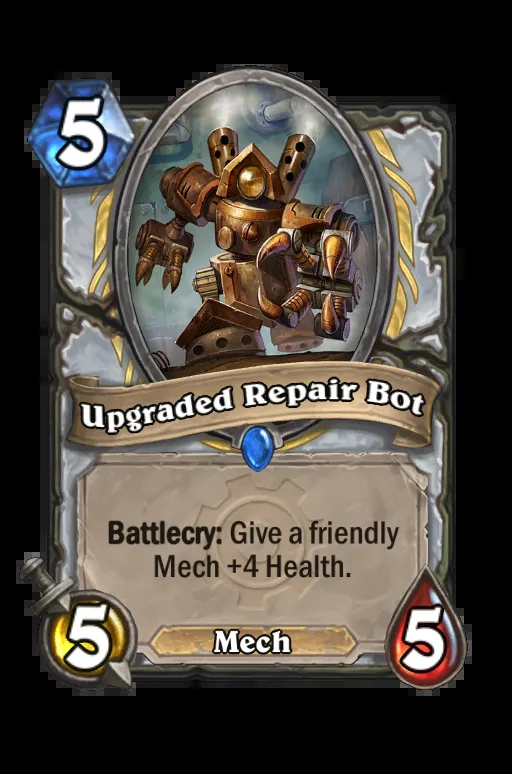 5
Upgraded Repair Bot
Battlecry: Give a friendly
Mech +4 Health.
5
Mech
5